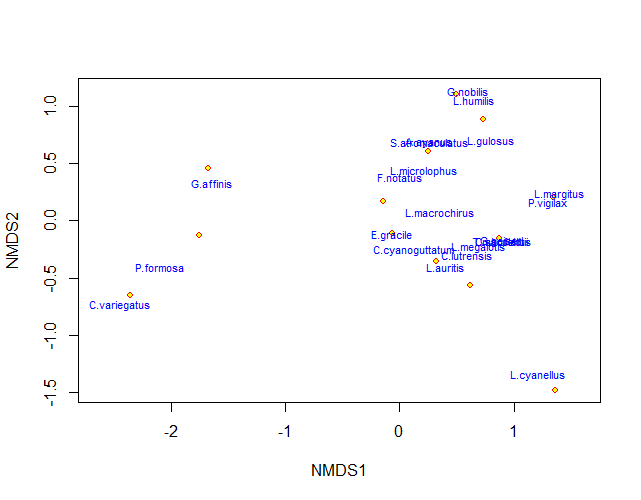 G.nobilis
L.humilis
S.atromaculatus
L.gulosus
L.microlophus
F.notatus
G.affinis
L.margitus
P.vigilax
L.macrochirus
E.gracile
C.cyanoguttatum
L.megalotis
C.lutrensis
L.auritis
P.formosa
C.variegatus
L.cyanellus
NMDS2
1.0
0.5
0.0
-0.5
-1.0
-1.5
-2
-1
0
1
NMDS1